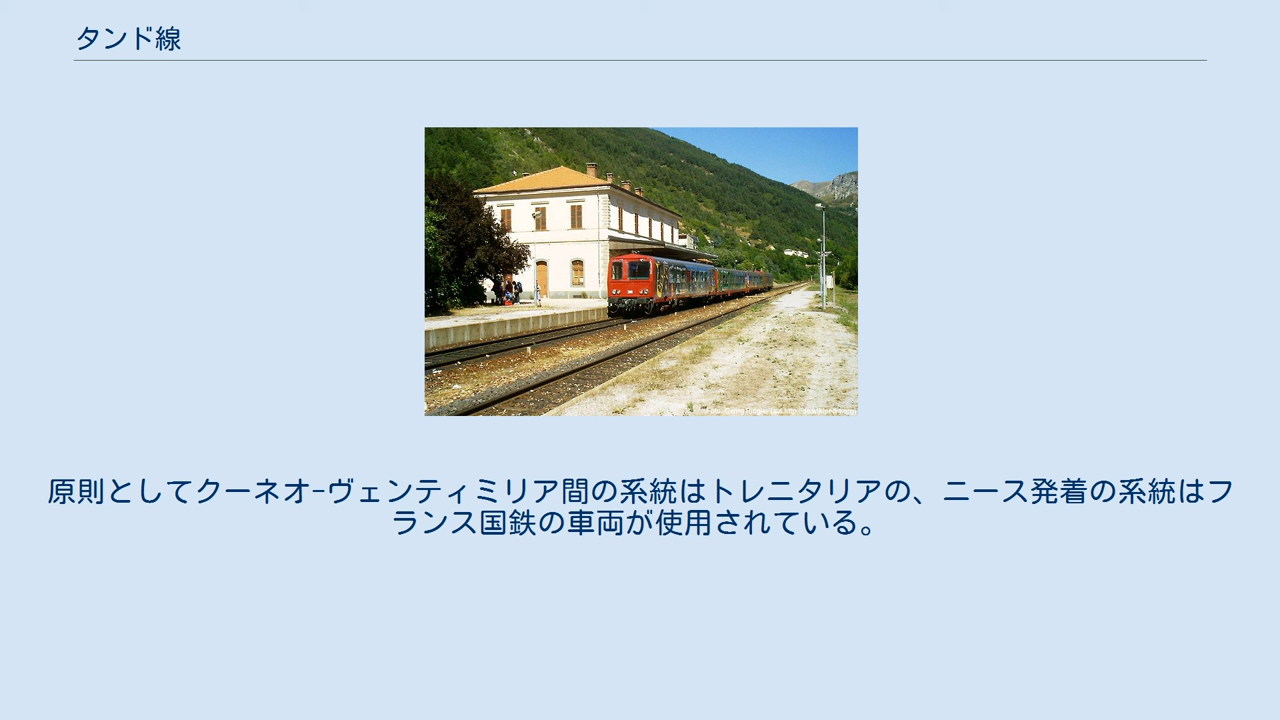 タンド線
原則としてクーネオ-ヴェンティミリア間の系統はトレニタリアの、ニース発着の系統はフ
ランス国鉄の車両が使用されている。